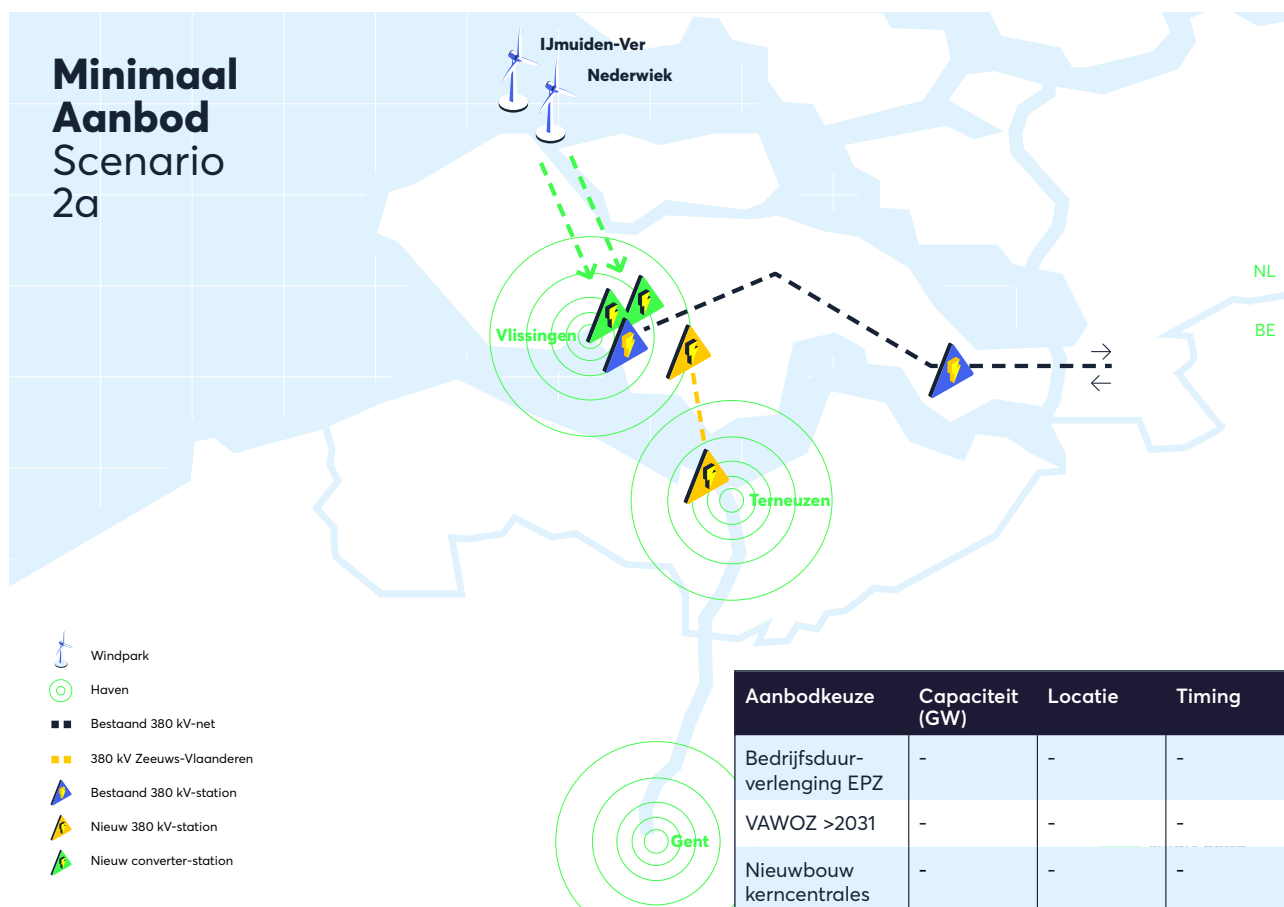 Minimaal
Aanbod
Scenario
2a
IJmuiden-Ver
Nederwiek
NL
BE
Vlissingen
Terneuzen
Gent
Windpark
Haven
Bestaand 380 kV-net
380 kV Zeeuws-Vlaanderen
Bestaand 380 kV-station
Nieuw 380 kV-station
Nieuw converter-station
Aanbodkeuze Capaciteit (GW) Locatie Timing
Bedrijfsduur-
verlenging EPZ - - -
VAWOZ >2031 - - -
Nieuwbouw
kerncentrales - - -